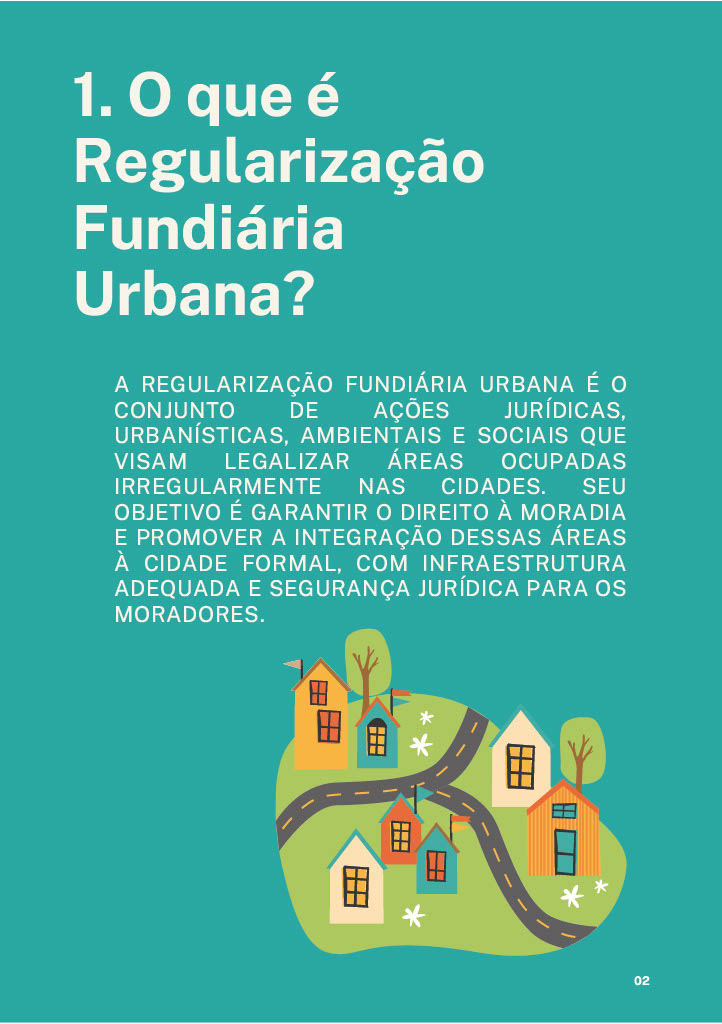 1. O que é
Regularização
Fundiária
Urbana?
A REGULARIZAÇÃO FUNDIÁRIA URBANA É O
CONJUNTO DE AÇÕES JURÍDICAS,
URBANÍSTICAS, AMBIENTAIS E SOCIAIS QUE
VISAM LEGALIZAR ÁREAS OCUPADAS
IRREGULARMENTE NAS CIDADES. SEU
OBJETIVO É GARANTIR O DIREITO À MORADIA
E PROMOVER A INTEGRAÇÃO DESSAS ÁREAS
À CIDADE FORMAL, COM INFRAESTRUTURA
ADEQUADA E SEGURANÇA JURÍDICA PARA OS
MORADORES.
02